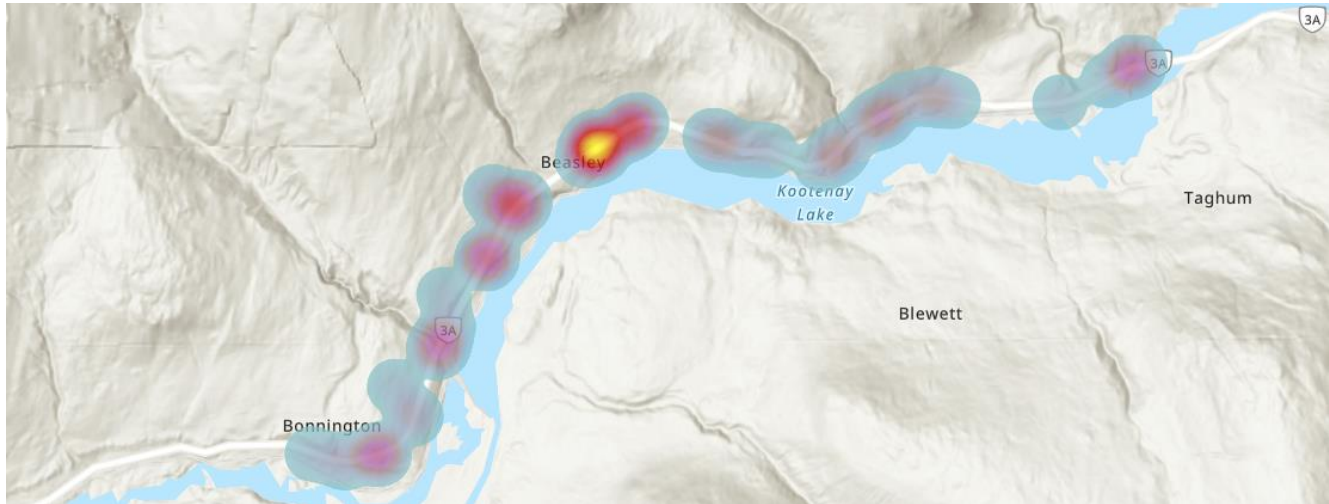 3A
3A
Beasley
Kootenay
Lake
Taghum
Blewett
3A
Bonnington